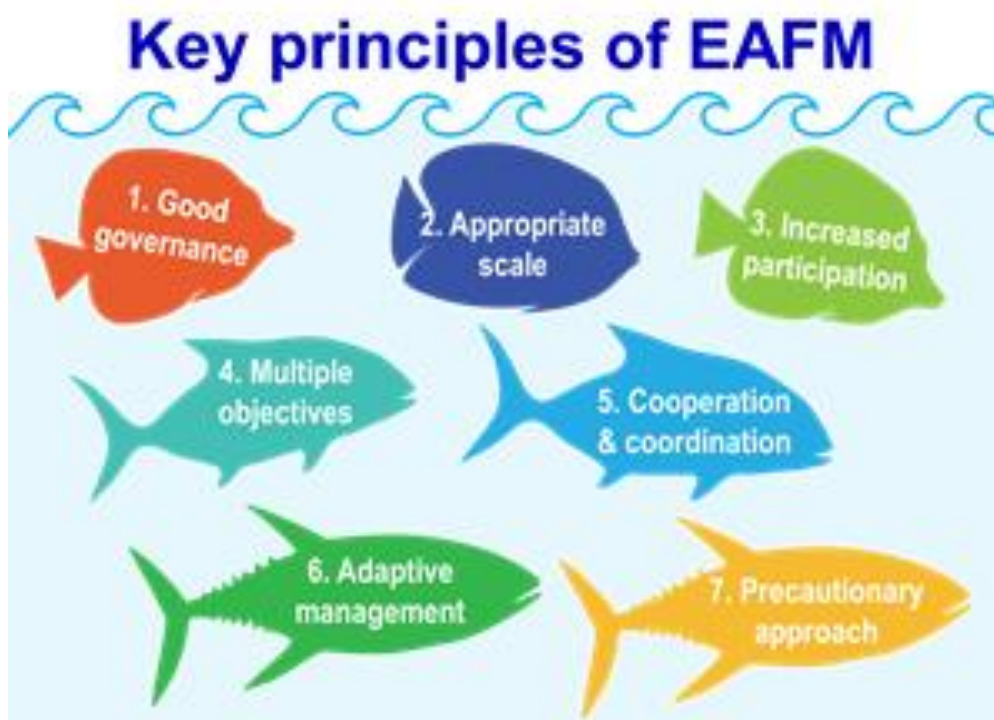 Key principles of EAFM
1. Good
governance
2. Appropriate
scale
3. Increased
participation
4. Multiple
objectives
5. Cooperation
& coordination
6. Adaptive
management
7. Precautionary
approach